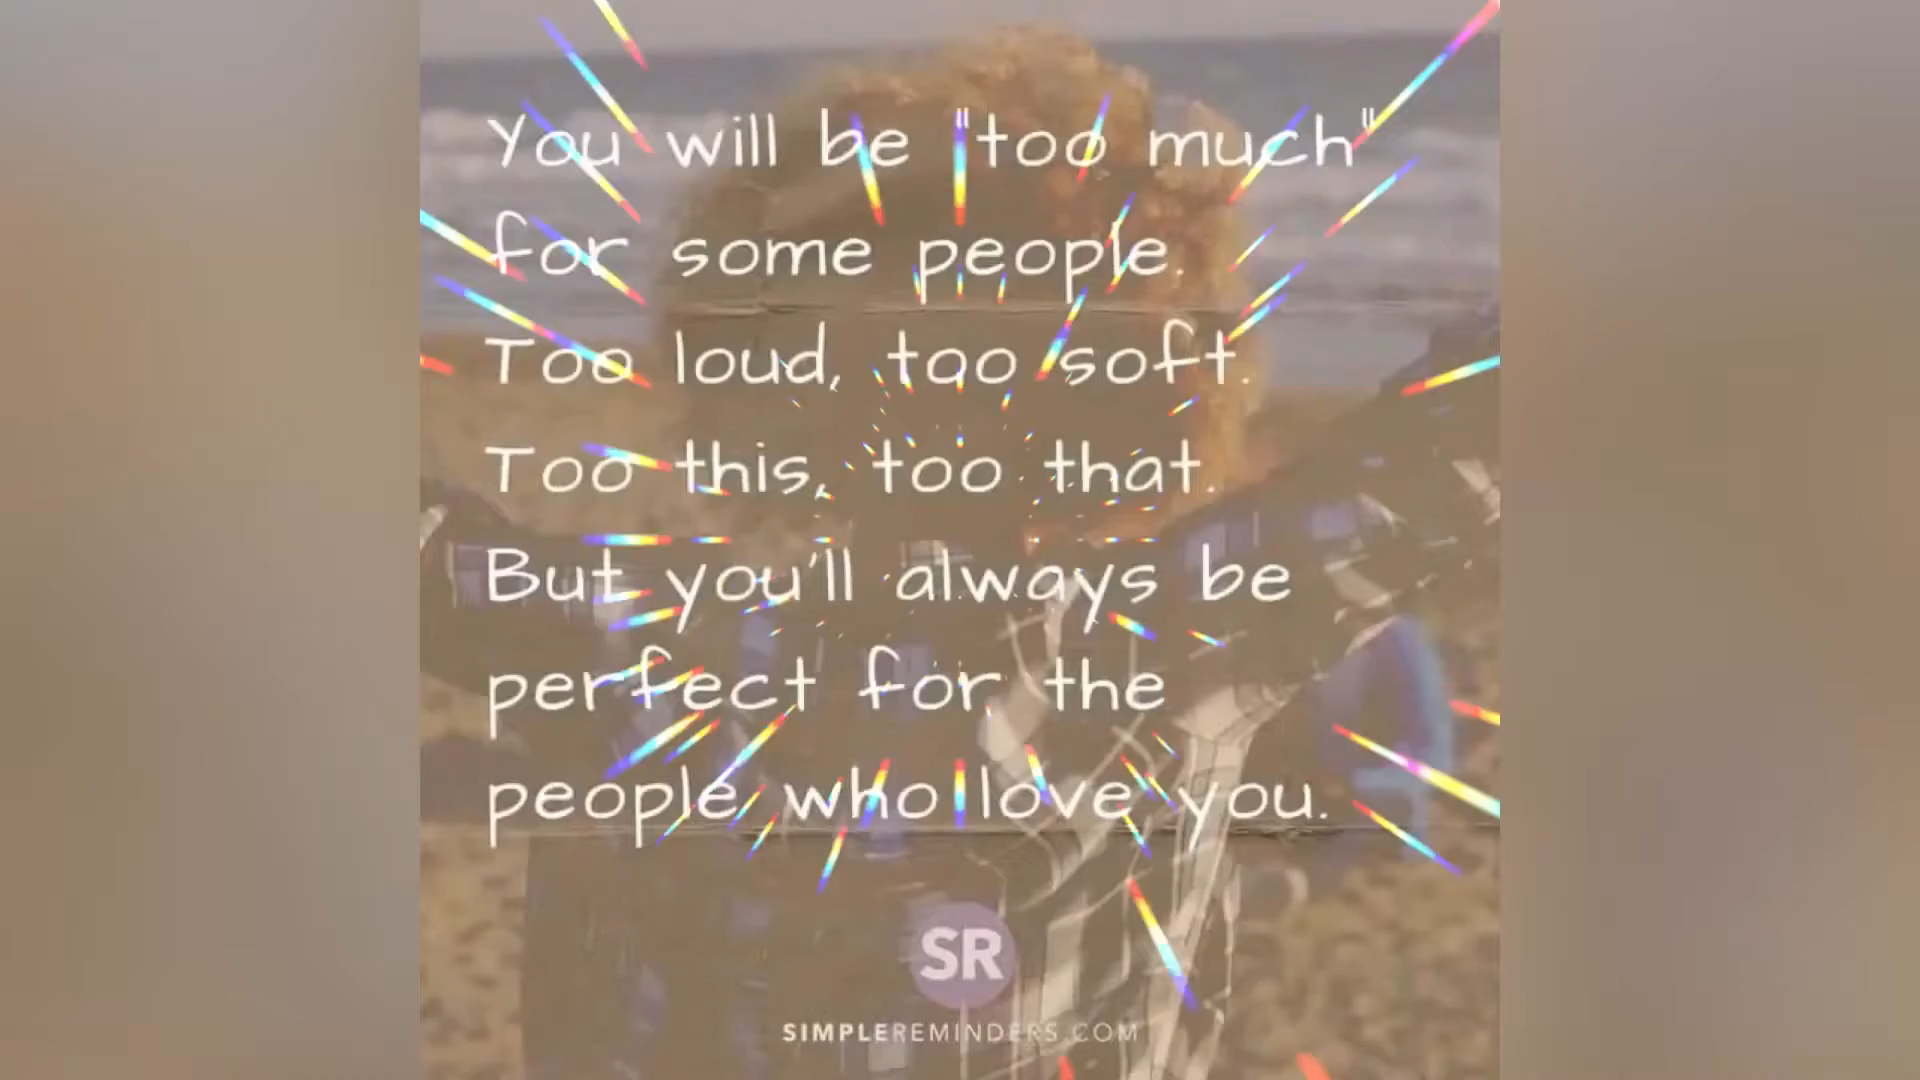 You will be "too much"
for some people.
Too loud, too soft.
Too this, too that.
But you'll always be
perfect for the
people who love you.
SR
SIMPLEREMINDERS.COM